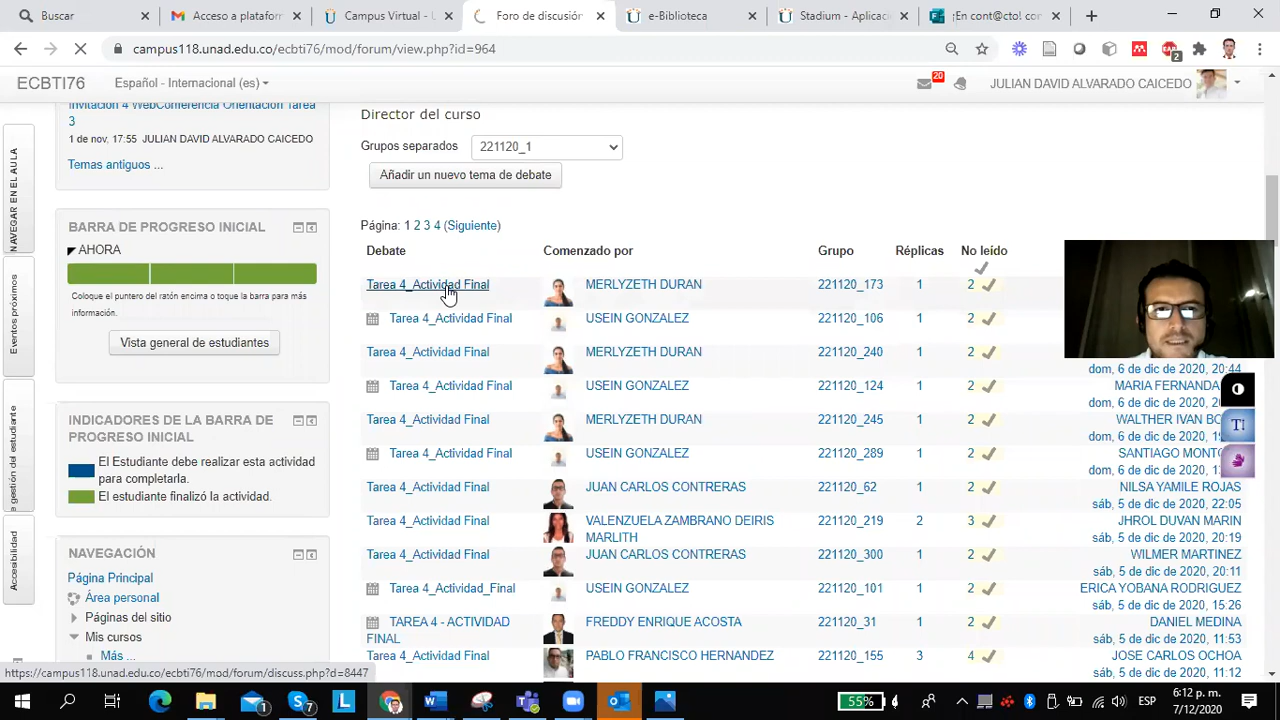 Buscar
Acceso a plataform
Campus Virtual - U
Foro de discusión
e-Biblioteca
Stadium - Aplicac
¡En cont@cto! com
campus118.unad.edu.co/ecbti76/mod/forum/view.php?id=964
2
ECBTI76
Español - Internacional (es)
20
JULIAN DAVID ALVARADO CAICEDO
Invitación 4 WebConferencia Orientación Tarea
3
1 de nov, 17:55 JULIAN DAVID ALVARADO CAICEDO
Temas antiguos ...
NAVEGAR EN EL AULA
Eventos próximos
e gestión del estudiante
Accesibilidad
BARRA DE PROGRESO INICIAL
AHORA
Coloque el puntero del ratón encima o toque la barra para más
información.
Vista general de estudiantes
INDICADORES DE LA BARRA DE
PROGRESO INICIAL
El Estudiante debe realizar esta actividad
para completarla.
El estudiante finalizó la actividad.
NAVEGACIÓN
Página Principal
Área personal
Páginas del sitio
Mis cursos
Más ...
Director del curso
Grupos separados 221120_1
Añadir un nuevo tema de debate
Página: 1 2 3 4 (Siguiente)
Debate Comenzado por Grupo Réplicas No leído
Tarea 4_Actividad Final MERLYZETH DURAN 221120_173 1 2
Tarea 4_Actividad Final USEIN GONZALEZ 221120_106 1 2
Tarea 4_Actividad Final MERLYZETH DURAN 221120_240 1 2
dom, 6 de dic de 2020, 20:44
Tarea 4_Actividad Final USEIN GONZALEZ 221120_124 1 2 MARIA FERNANDA
dom, 6 de dic de 2020,
Tarea 4_Actividad Final MERLYZETH DURAN 221120_245 1 2 WALTHER IVAN BO
dom, 6 de dic de 2020,
Tarea 4_Actividad Final USEIN GONZALEZ 221120_289 1 2 SANTIAGO MONTO
dom, 6 de dic de 2020,
Tarea 4_Actividad Final JUAN CARLOS CONTRERAS 221120_62 1 2 NILSA YAMILE ROJAS
sáb, 5 de dic de 2020, 22:05
Tarea 4_Actividad Final VALENZUELA ZAMBRANO DEIRIS 221120_219 2 3 JHROL DUVAN MARIN
MARLITH sáb, 5 de dic de 2020, 20:19
Tarea 4_Actividad Final JUAN CARLOS CONTRERAS 221120_300 1 2 WILMER MARTINEZ
sáb, 5 de dic de 2020, 20:11
Tarea 4_Actividad_Final USEIN GONZALEZ 221120_101 1 2 ERICA YOBANA RODRIGUEZ
sáb, 5 de dic de 2020, 15:26
TAREA 4 - ACTIVIDAD FREDDY ENRIQUE ACOSTA 221120_31 1 2 DANIEL MEDINA
FINAL sáb, 5 de dic de 2020, 11:53
Tarea 4_Actividad Final PABLO FRANCISCO HERNANDEZ 221120_155 3 4 JOSE CARLOS OCHOA
sáb, 5 de dic de 2020, 11:12
https://campus118.unad.edu.co/ecbti76/mod/forum/discuss.php?d=8447
55%
ESP
6:12 p. m.
7/12/2020